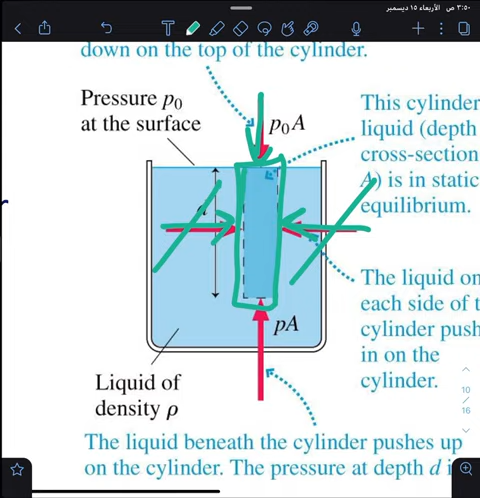 ٣:٥٠ ص الأربعاء ١٥ ديسمبر
down on the top of the cylinder.
Pressure p₀
at the surface
p₀A
This cylinder
liquid (depth
cross-section
A) is in static
equilibrium.
d
The liquid on
each side of t
cylinder push
in on the
cylinder.
pA
10
/
16
Liquid of
density ρ
The liquid beneath the cylinder pushes up
on the cylinder. The pressure at depth d i